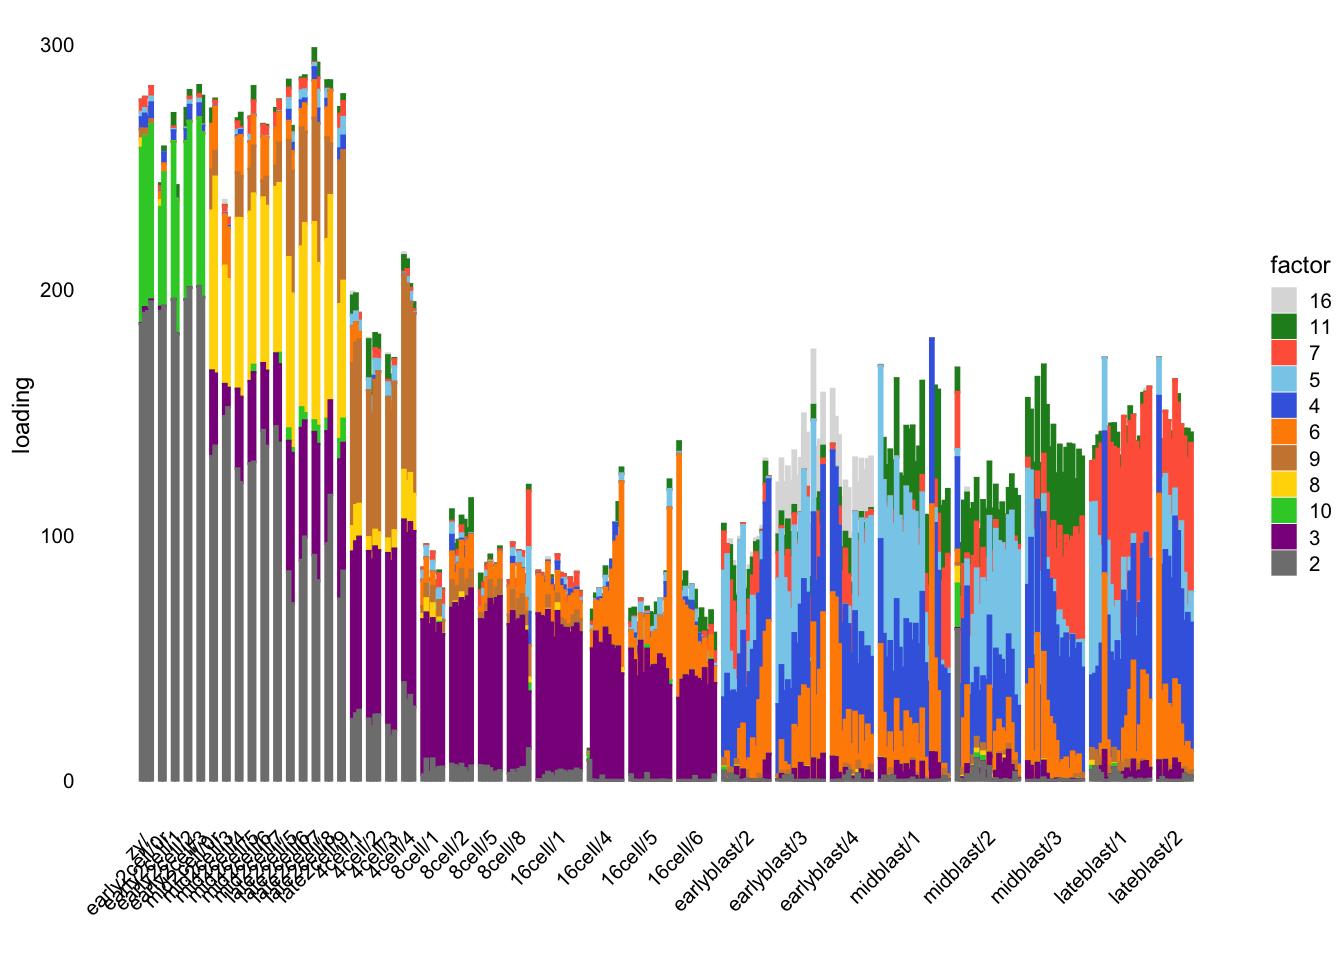 300
200
100
0
loading
factor
16
11
7
5
4
6
9
8
10
3
2
zy/
4cell/1
4cell/2
4cell/3
4cell/4
8cell/1
8cell/2
8cell/5
8cell/8
16cell/1
16cell/4
16cell/5
16cell/6
earlyblast/2
earlyblast/3
earlyblast/4
midblast/1
midblast/2
midblast/3
lateblast/1
lateblast/2